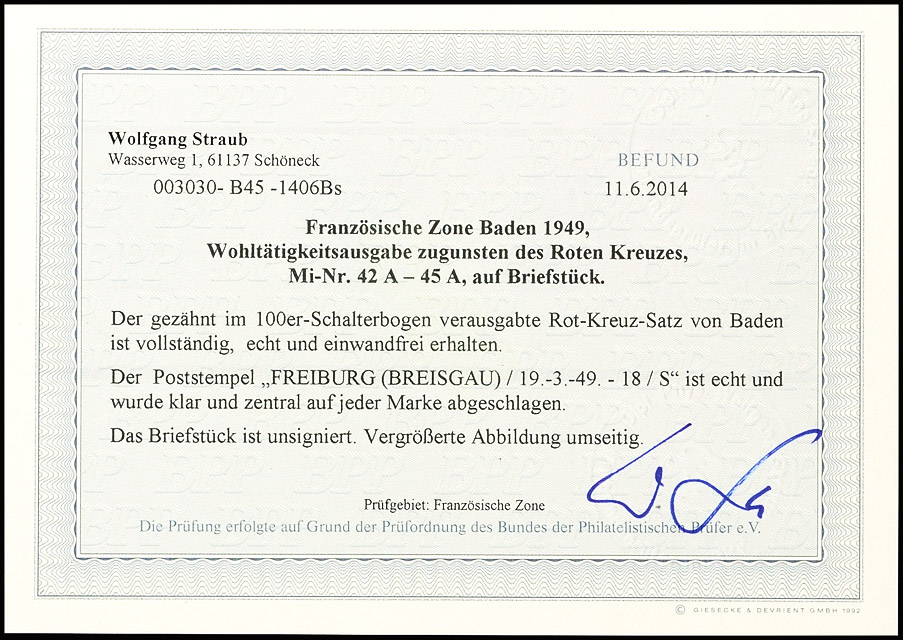 Wolfgang Straub
Wasserweg 1, 61137 Schöneck
BEFUND
003030- B45 -1406Bs
11.6.2014
Französische Zone Baden 1949,
Wohltätigkeitsausgabe zugunsten des Roten Kreuzes,
Mi-Nr. 42 A – 45 A, auf Briefstück.
Der gezähnt im 100er-Schalterbogen verausgabte Rot-Kreuz-Satz von Baden
ist vollständig, echt und einwandfrei erhalten.
Der Poststempel „FREIBURG (BREISGAU) / 19.-3.-49. - 18 / S“ ist echt und
wurde klar und zentral auf jeder Marke abgeschlagen.
Das Briefstück ist unsigniert. Vergrößerte Abbildung umseitig.
Prüfgebiet: Französische Zone
Die Prüfung erfolgte auf Grund der Prüfordnung des Bundes der Philatelistischen Prüfer e.V.
© GIESECKE & DEVRIENT GMBH 1992